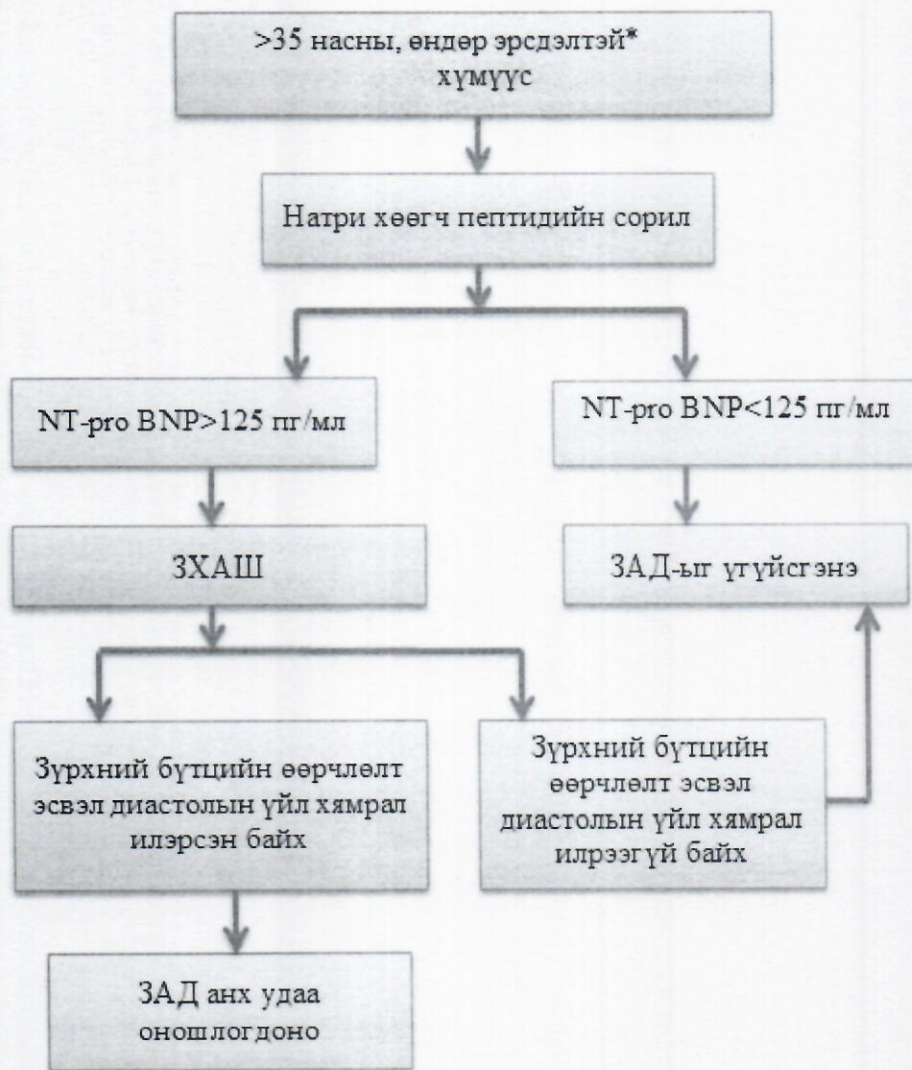 >35 насны, өндөр эрсдэлтэй*
хүмүүс
Натри хөөгч пептидийн сорил
NT-pro BNP>125 пг/мл
NT-pro BNP<125 пг/мл
ЗХАШ
ЗАД-ыг үгүйсгэнэ
Зүрхний бүтцийн өөрчлөлт
эсвэл диастолын үйл хямрал
илэрсэн байх
Зүрхний бүтцийн
өөрчлөлт эсвэл
диастолын үйл хямрал
илрээгүй байх
ЗАД анх удаа
оношлогдоно